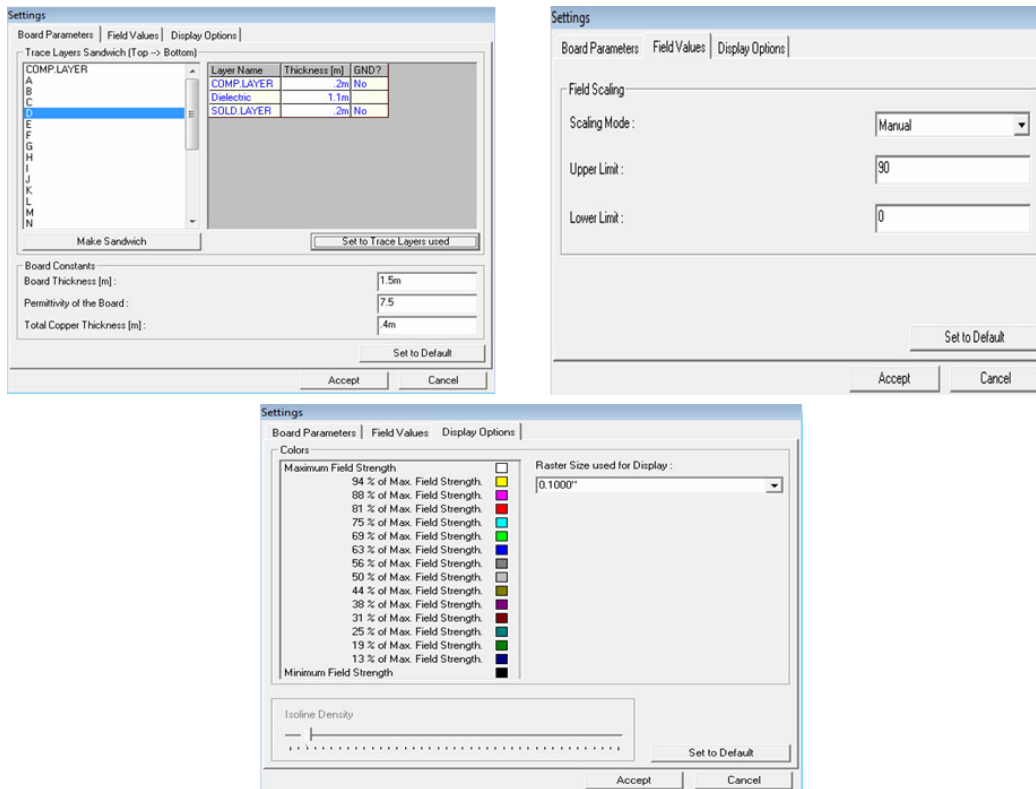 Settings
Board Parameters Field Values Display Options
Trace Layers Sandwich (Top --> Bottom)
COMP.LAYER
A
B
C
D
E
F
G
H
I
J
K
L
M
N
Layer Name Thickness [m] GND?
COMP.LAYER .2m No
Dielectric 1.1m
SOLD.LAYER .2m No
Make Sandwich
Set to Trace Layers used
Board Constants
Board Thickness [m] : 1.5m
Permittivity of the Board : 7.5
Total Copper Thickness [m] : .4m
Set to Default
Accept Cancel
Settings
Board Parameters Field Values Display Options
Field Scaling
Scaling Mode : Manual
Upper Limit : 90
Lower Limit : 0
Set to Default
Accept Cancel
Settings
Board Parameters Field Values Display Options
Colors
Maximum Field Strength
94 % of Max. Field Strength.
88 % of Max. Field Strength.
81 % of Max. Field Strength.
75 % of Max. Field Strength.
69 % of Max. Field Strength.
63 % of Max. Field Strength.
56 % of Max. Field Strength.
50 % of Max. Field Strength.
44 % of Max. Field Strength.
38 % of Max. Field Strength.
31 % of Max. Field Strength.
25 % of Max. Field Strength.
19 % of Max. Field Strength.
13 % of Max. Field Strength.
Minimum Field Strength
Raster Size used for Display :
0.1000"
Isoline Density
Set to Default
Accept Cancel